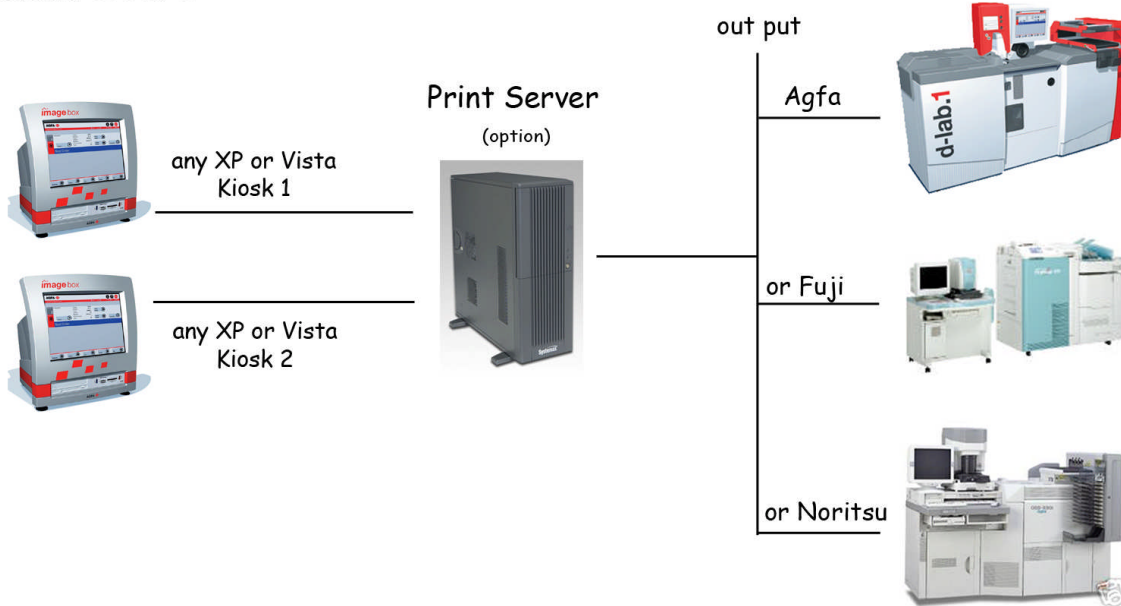 out put
Agfa
d-lab.1
Print Server
(option)
image box
any XP or Vista
Kiosk 1
or Fuji
image box
any XP or Vista
Kiosk 2
Systemax
or Noritsu